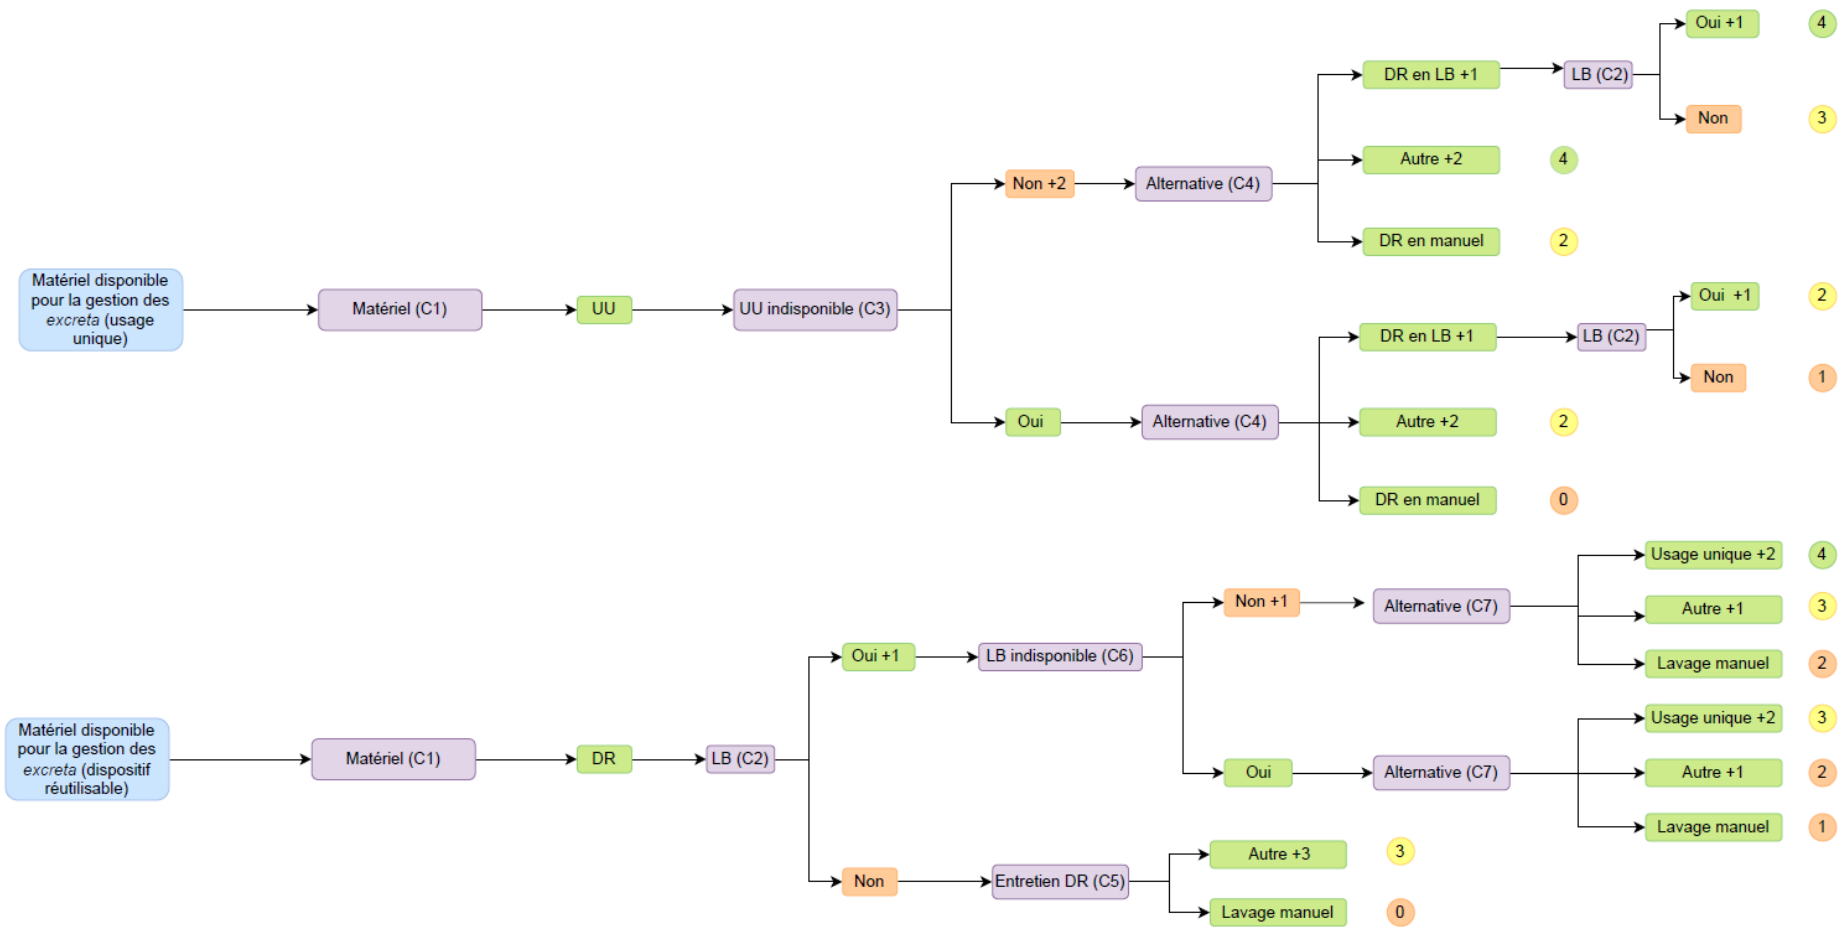 Matériel disponible
pour la gestion des
excreta (usage
unique)
Matériel (C1)
UU
UU indisponible (C3)
Non +2
Alternative (C4)
DR en LB +1
LB (C2)
Oui +1
4
Non
3
Autre +2
4
DR en manuel
2
Oui
Alternative (C4)
DR en LB +1
LB (C2)
Oui +1
2
Non
1
Autre +2
2
DR en manuel
0
Matériel disponible
pour la gestion des
excreta (dispositif
réutilisable)
Matériel (C1)
DR
LB (C2)
Oui +1
LB indisponible (C6)
Non +1
Alternative (C7)
Usage unique +2
4
Autre +1
3
Lavage manuel
2
Oui
Alternative (C7)
Usage unique +2
3
Autre +1
2
Lavage manuel
1
Non
Entretien DR (C5)
Autre +3
3
Lavage manuel
0